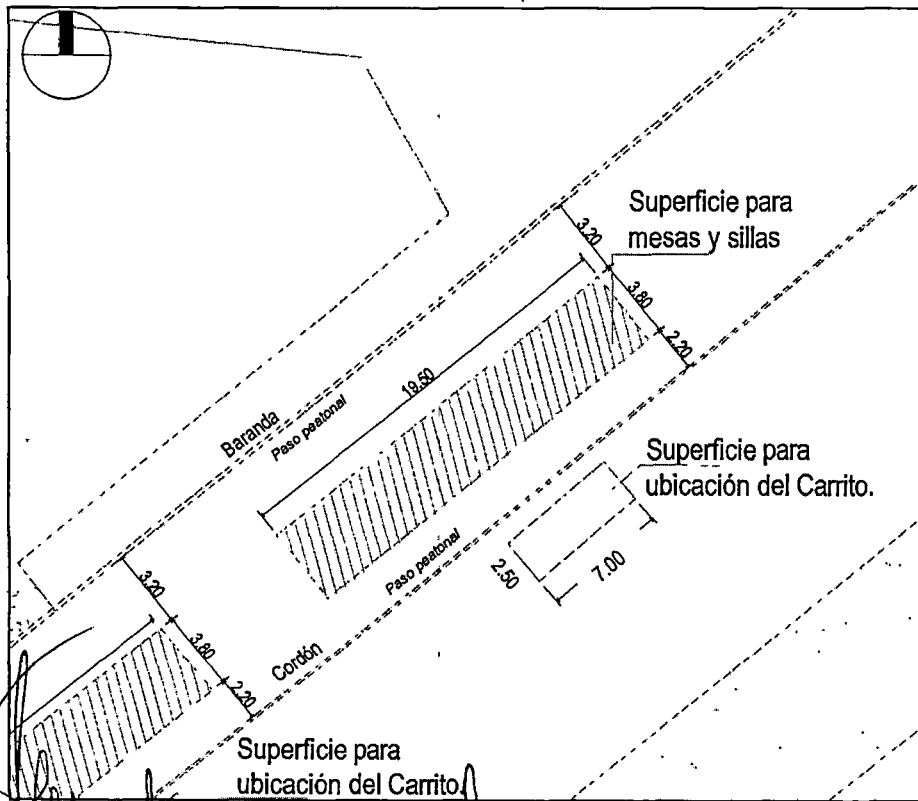 Superficie para
mesas y sillas
3.20
3.80
2.20
19.50
Baranda
Paso peatonal
Superficie para
ubicación del Carrito.
2.50
7.00
Paso peatonal
3.20
3.80
2.20
Cordón
Superficie para
ubicación del Carrito.